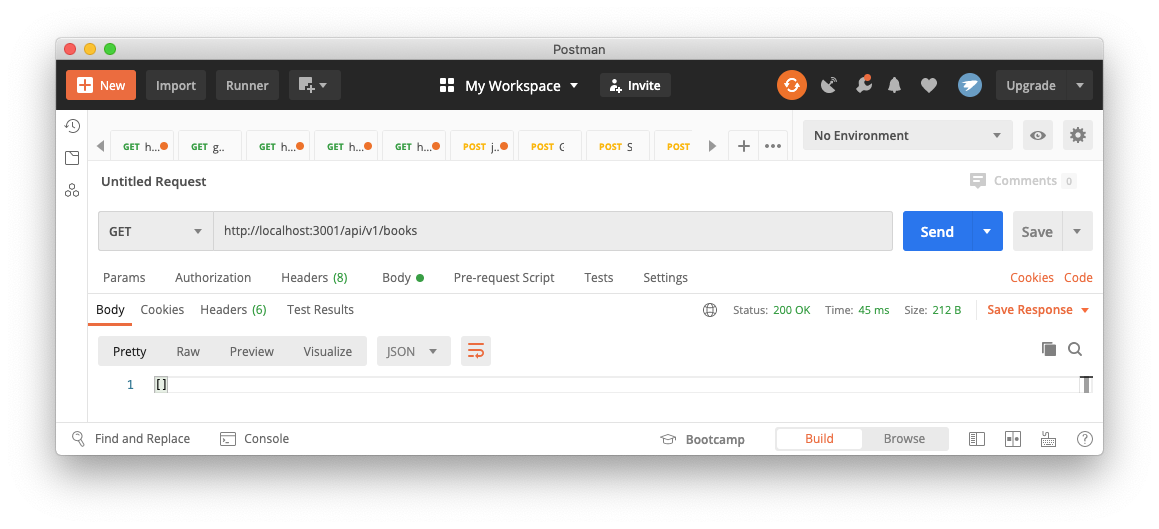 Postman
New Import Runner My Workspace Invite Upgrade
GET h... GET g.. GET h... GET h... GET h... POST j.. POST POST S POST No Environment
Untitled Request Comments 0
GET http://localhost:3001/api/v1/books Send Save
Params Authorization Headers (8) Body Pre-request Script Tests Settings Cookies Code
Body Cookies Headers (6) Test Results Status: 200 OK Time: 45 ms Size: 212 B Save Response
Pretty Raw Preview Visualize JSON
1 []
Find and Replace Console Bootcamp Build Browse